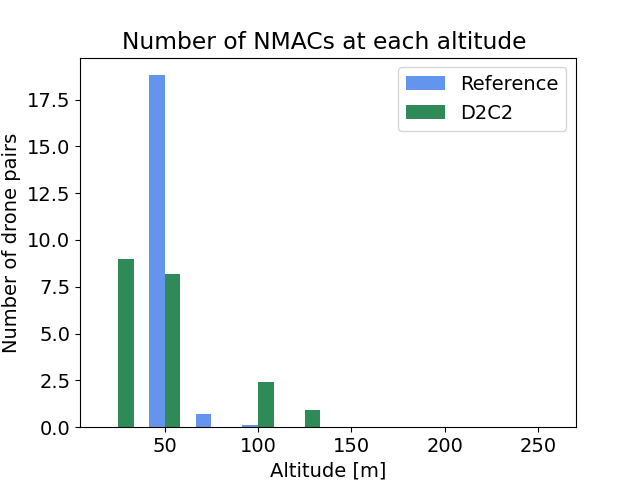 Number of NMACs at each altitude
Reference
D2C2
Number of drone pairs
17.5
15.0
12.5
10.0
7.5
5.0
2.5
0.0
50 100 150 200 250
Altitude [m]